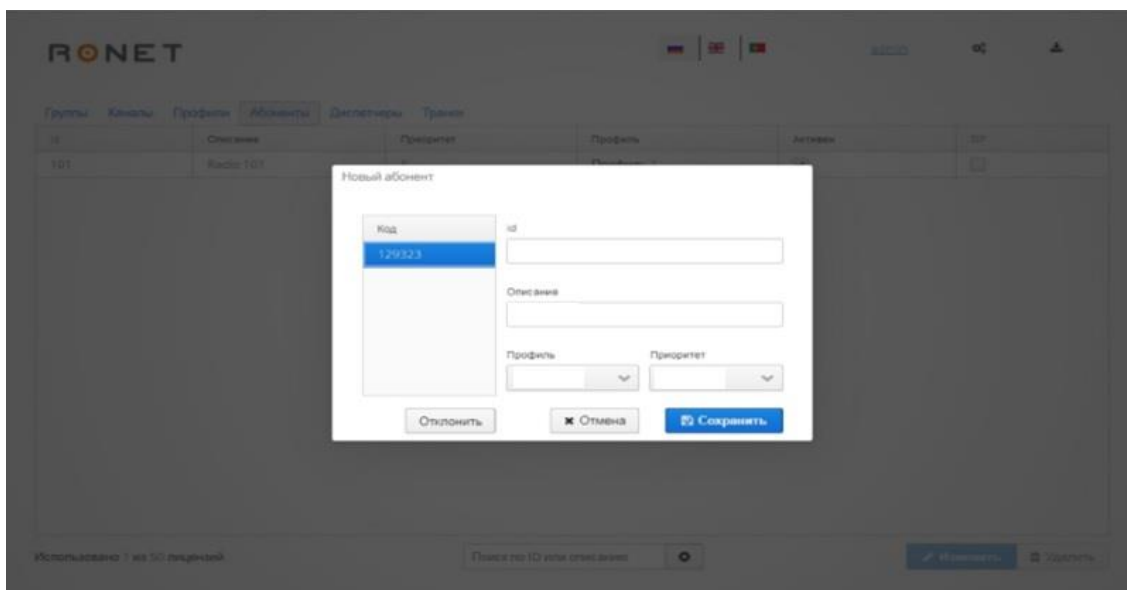 RONET
admin
Группы Каналы Профили Абоненты Диспетчеры Транки
Id Описание Приоритет Профиль Активен
101 Radio 101
Новый абонент
Код
129323
id
Описание
Профиль Приоритет
Отклонить Отмена Сохранить
Использовано 1 из 50 лицензий Поиск по ID или описанию Изменить Удалить